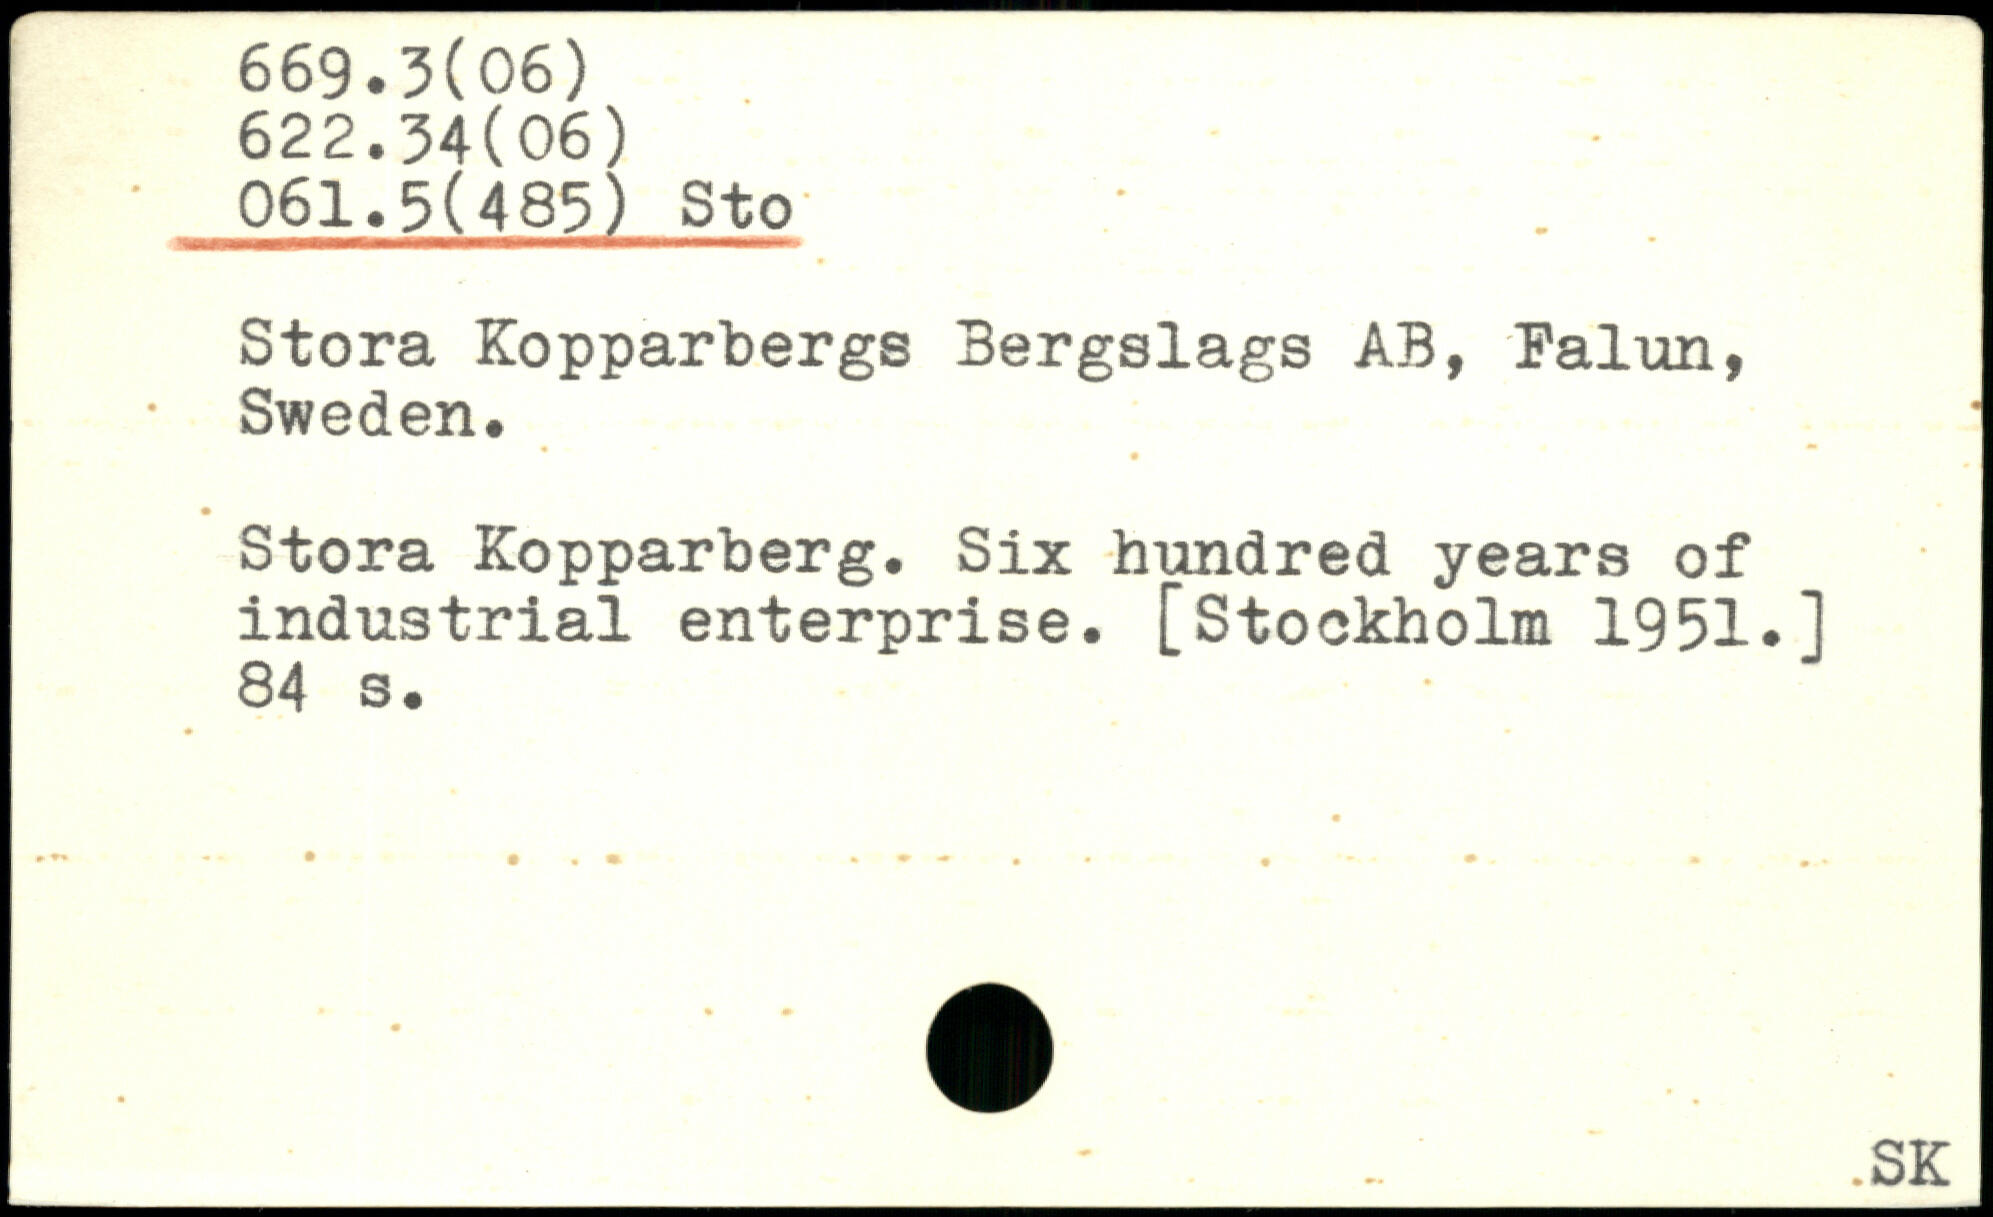 669.3(06)
622.34(06)
061.5(485) Sto
Stora Kopparbergs Bergslags AB, Falun,
Sweden.
Stora Kopparberg. Six hundred years of
industrial enterprise. [Stockholm 1951.]
84 s.
SK